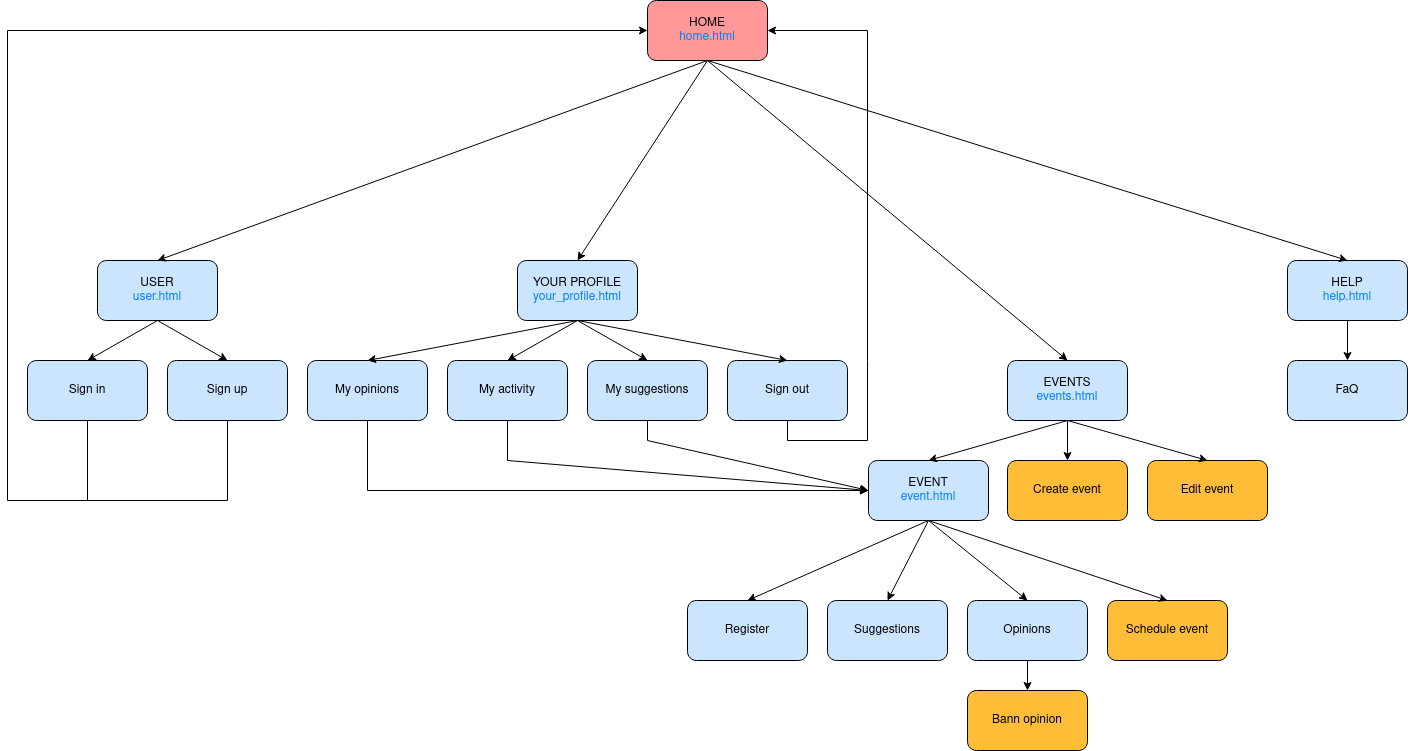 HOME
home.html
USER
user.html
YOUR PROFILE
your_profile.html
HELP
help.html
Sign in
Sign up
My opinions
My activity
My suggestions
Sign out
EVENTS
events.html
FaQ
EVENT
event.html
Create event
Edit event
Register
Suggestions
Opinions
Schedule event
Bann opinion